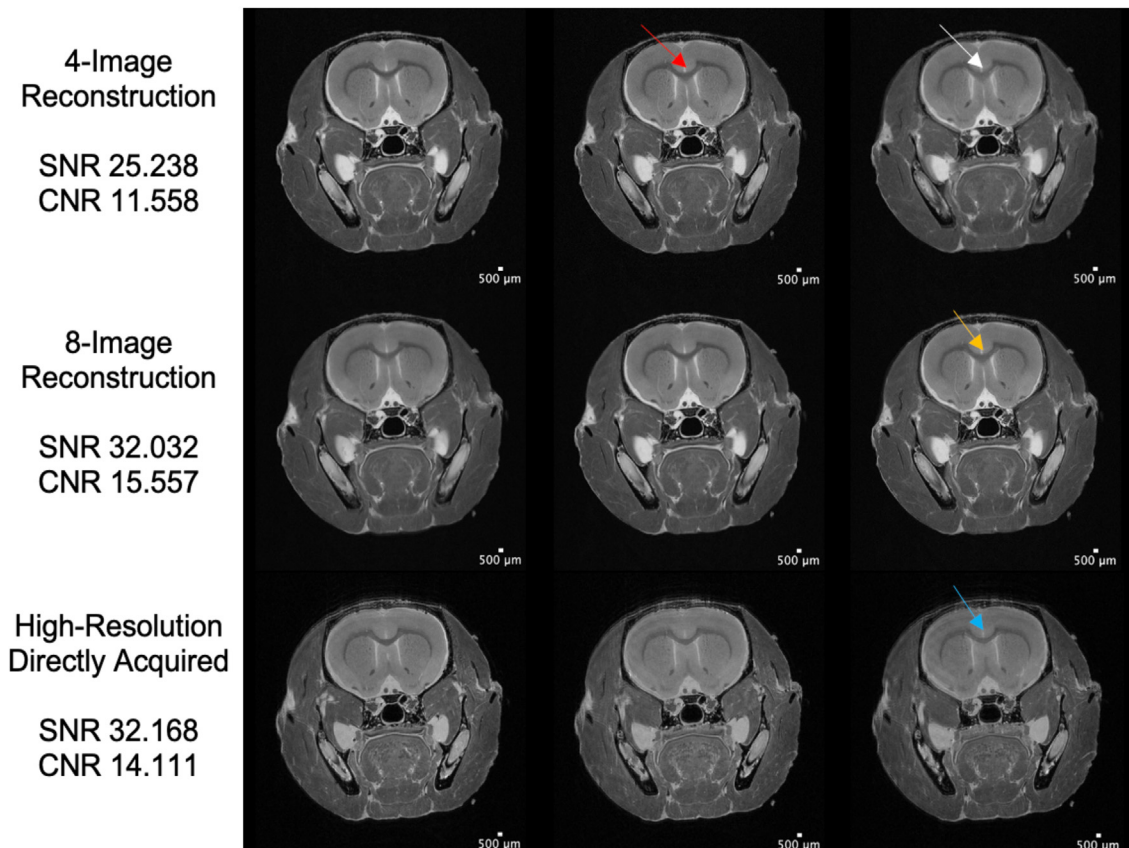 4-Image
Reconstruction
SNR 25.238
CNR 11.558
500 µm
500 µm
500 µm
8-Image
Reconstruction
SNR 32.032
CNR 15.557
500 µm
500 µm
500 µm
High-Resolution
Directly Acquired
SNR 32.168
CNR 14.111
500 µm
500 µm
500 µm